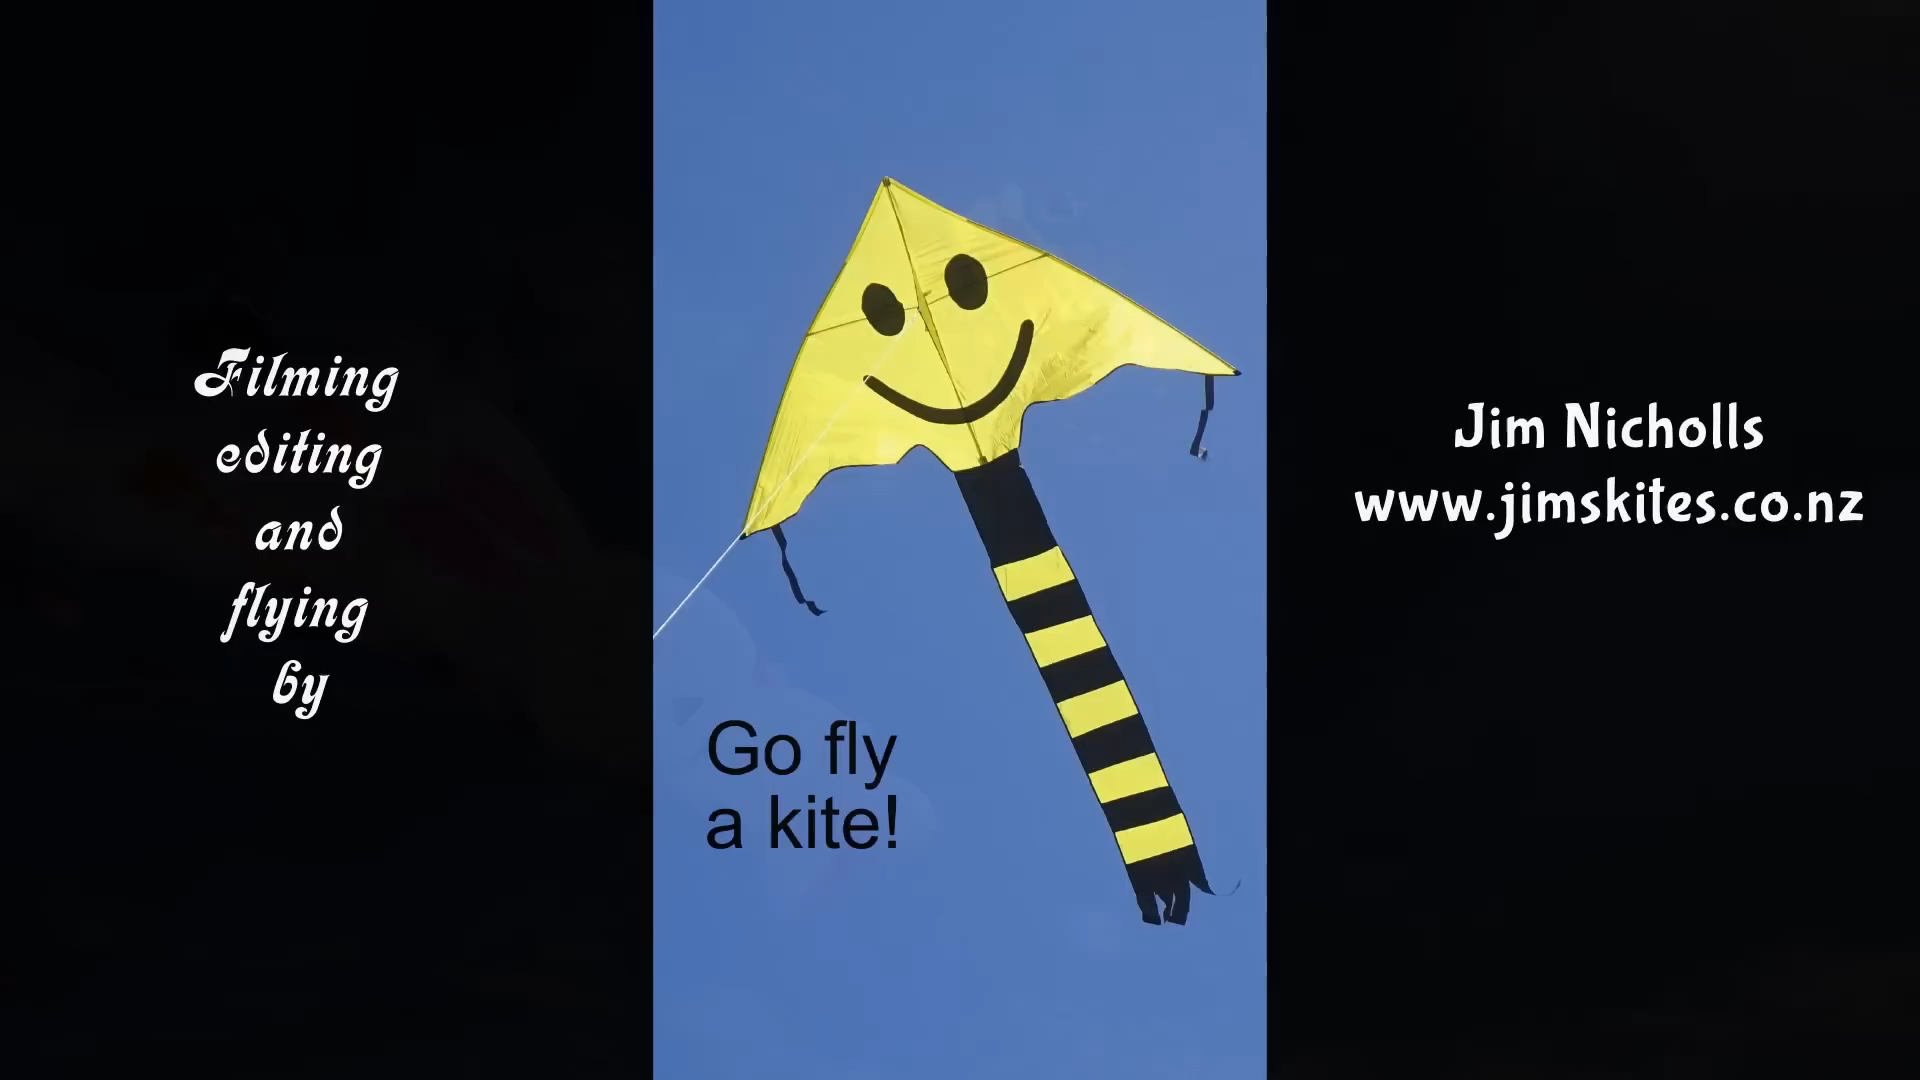 Filming
editing
and
flying
by
Go fly
a kite!
Jim Nicholls
www.jimskites.co.nz